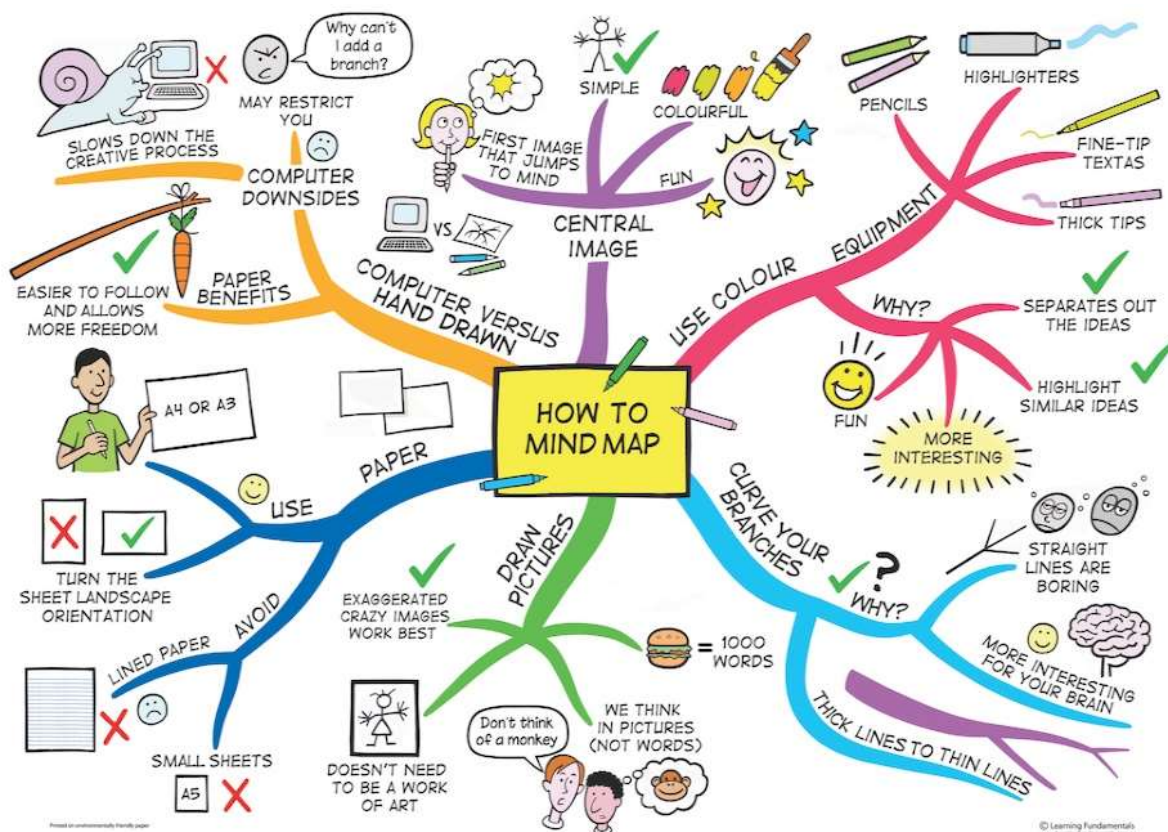 HOW TO
MIND MAP
CENTRAL
IMAGE
FIRST IMAGE
THAT JUMPS
TO MIND
SIMPLE
COLOURFUL
FUN
USE COLOUR
EQUIPMENT
PENCILS
HIGHLIGHTERS
FINE-TIP
TEXTAS
THICK TIPS
WHY?
SEPARATES OUT
THE IDEAS
HIGHLIGHT
SIMILAR IDEAS
MORE
INTERESTING
FUN
CURVE YOUR
BRANCHES
?
WHY?
STRAIGHT
LINES ARE
BORING
MORE INTERESTING
FOR YOUR BRAIN
THICK LINES TO THIN LINES
DRAW
PICTURES
= 1000
WORDS
WE THINK
IN PICTURES
(NOT WORDS)
Don't think
of a monkey
DOESN'T NEED
TO BE A WORK
OF ART
EXAGGERATED
CRAZY IMAGES
WORK BEST
PAPER
USE
A4 OR A3
TURN THE
SHEET LANDSCAPE
ORIENTATION
AVOID
LINED PAPER
SMALL SHEETS
A5
COMPUTER VERSUS
HAND DRAWN
VS
PAPER
BENEFITS
EASIER TO FOLLOW
AND ALLOWS
MORE FREEDOM
COMPUTER
DOWNSIDES
SLOWS DOWN THE
CREATIVE PROCESS
MAY RESTRICT
YOU
Why can't
I add a
branch?
Printed on environmentally friendly paper
© Learning Fundamentals